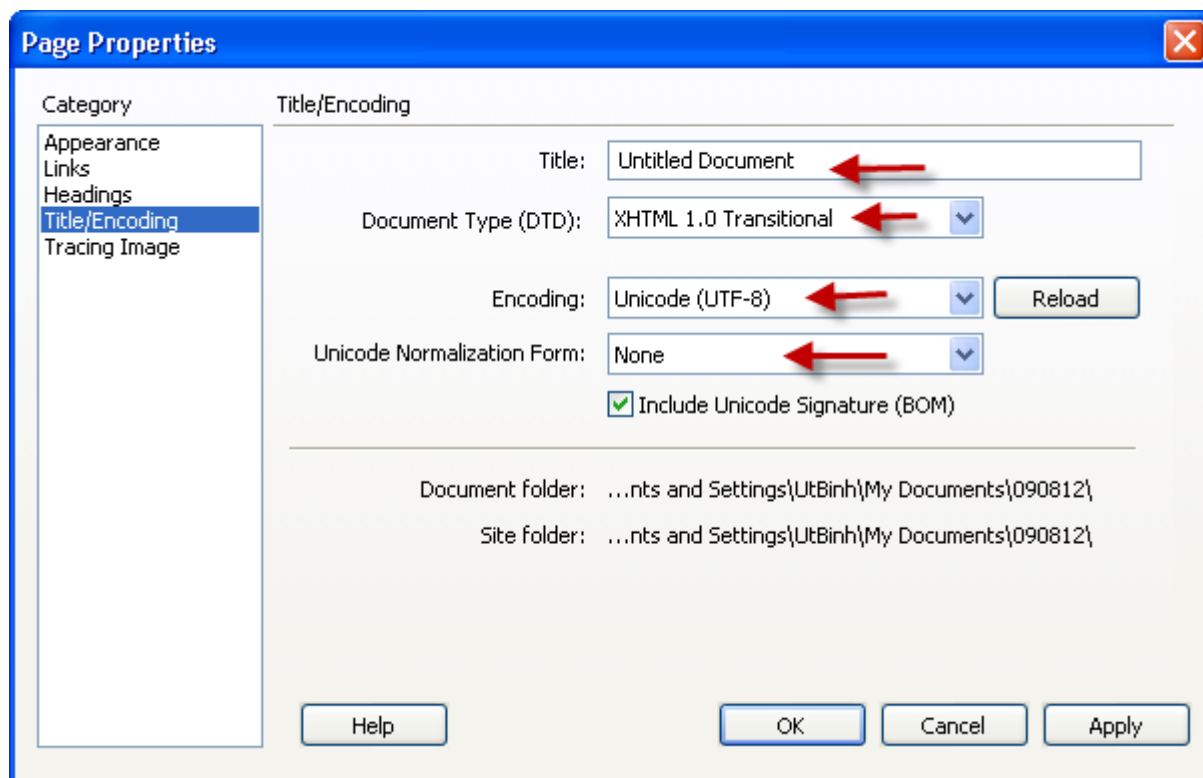 Page Properties
Category
Title/Encoding
Appearance
Links
Headings
Title/Encoding
Tracing Image
Title: Untitled Document
Document Type (DTD): XHTML 1.0 Transitional
Encoding: Unicode (UTF-8) Reload
Unicode Normalization Form: None
Include Unicode Signature (BOM)
Document folder: ...nts and Settings\UtBinh\My Documents\090812\
Site folder: ...nts and Settings\UtBinh\My Documents\090812\
Help OK Cancel Apply